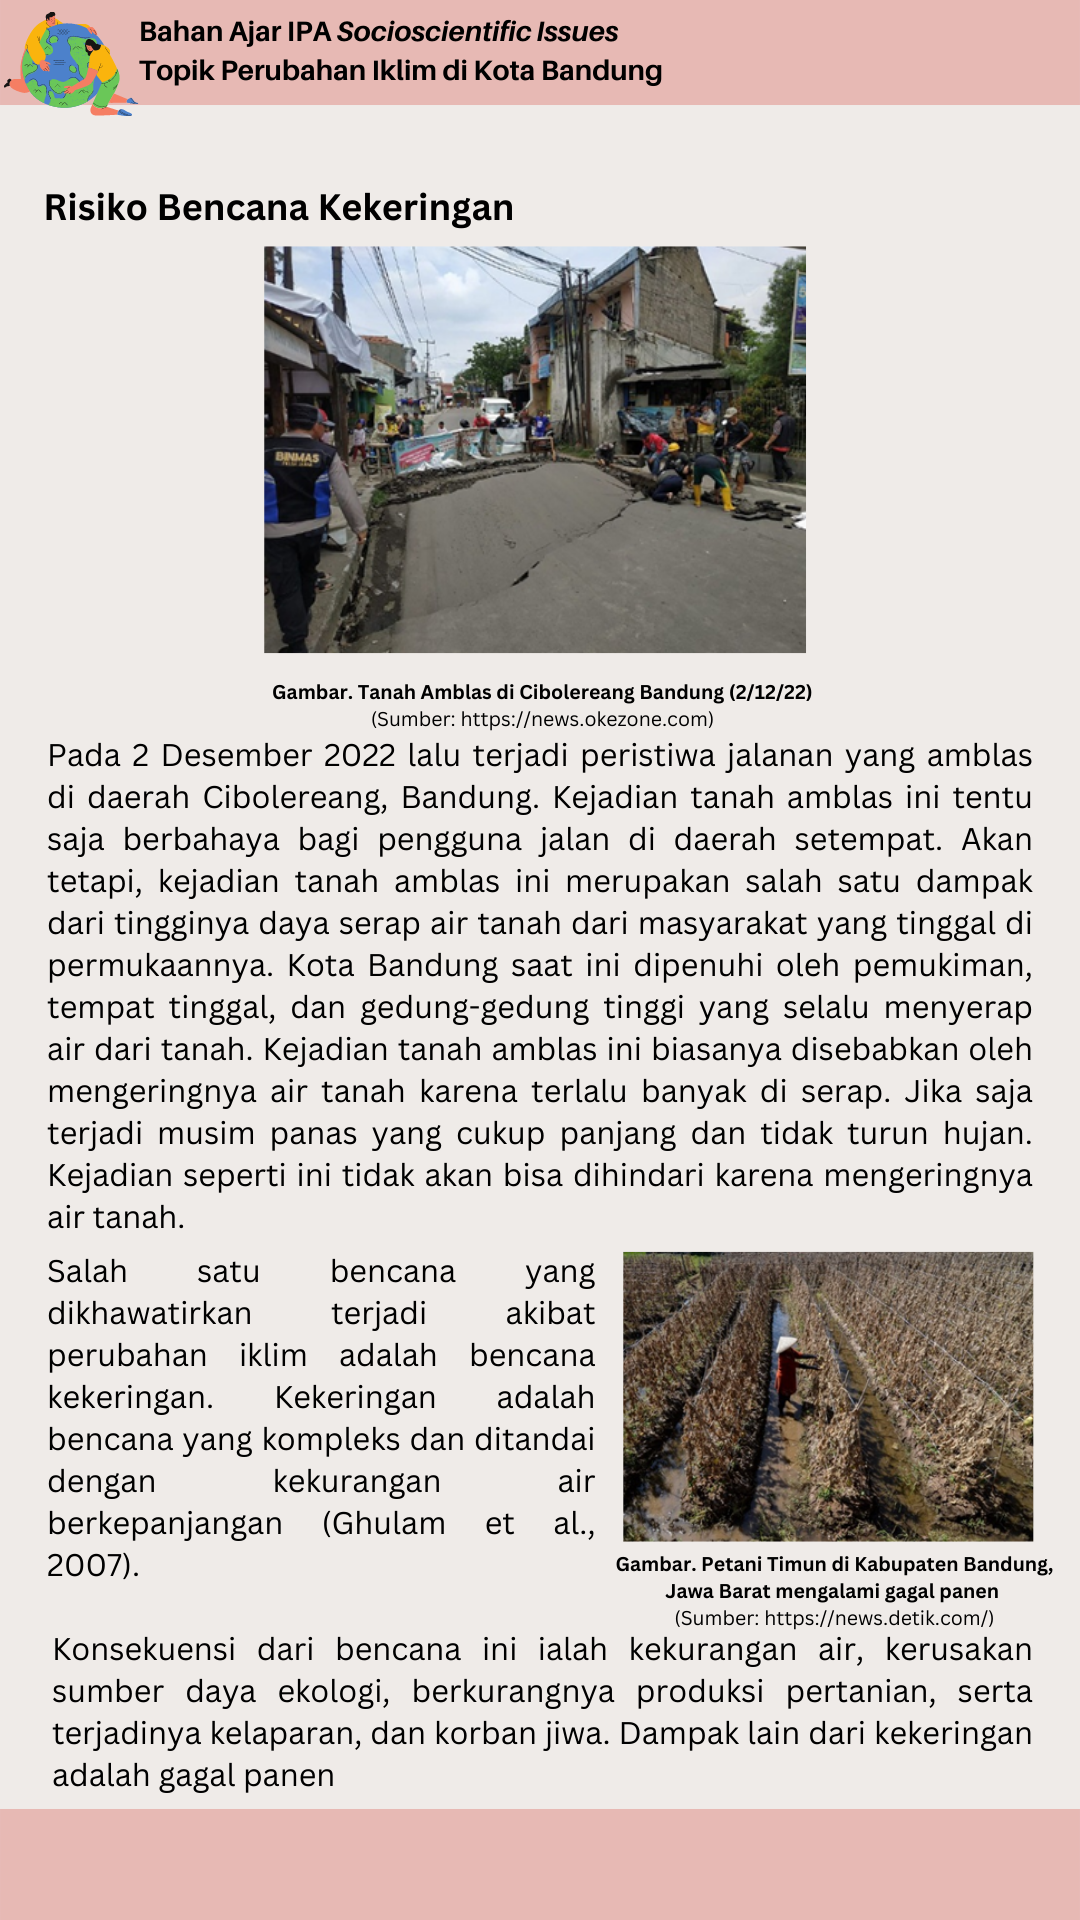 Bahan Ajar IPA Socioscientific Issues
Topik Perubahan Iklim di Kota Bandung
Risiko Bencana Kekeringan
BINMAS
Gambar. Tanah Amblas di Cibolereang Bandung (2/12/22)
(Sumber: https://news.okezone.com)
Pada 2 Desember 2022 lalu terjadi peristiwa jalanan yang amblas
di daerah Cibolereang, Bandung. Kejadian tanah amblas ini tentu
saja berbahaya bagi pengguna jalan di daerah setempat. Akan
tetapi, kejadian tanah amblas ini merupakan salah satu dampak
dari tingginya daya serap air tanah dari masyarakat yang tinggal di
permukaannya. Kota Bandung saat ini dipenuhi oleh pemukiman,
tempat tinggal, dan gedung-gedung tinggi yang selalu menyerap
air dari tanah. Kejadian tanah amblas ini biasanya disebabkan oleh
mengeringnya air tanah karena terlalu banyak di serap. Jika saja
terjadi musim panas yang cukup panjang dan tidak turun hujan.
Kejadian seperti ini tidak akan bisa dihindari karena mengeringnya
air tanah.
Salah satu bencana yang
dikhawatirkan terjadi akibat
perubahan iklim adalah bencana
kekeringan. Kekeringan adalah
bencana yang kompleks dan ditandai
dengan kekurangan air
berkepanjangan (Ghulam et al.,
2007).
Gambar. Petani Timun di Kabupaten Bandung,
Jawa Barat mengalami gagal panen
(Sumber: https://news.detik.com/)
Konsekuensi dari bencana ini ialah kekurangan air, kerusakan
sumber daya ekologi, berkurangnya produksi pertanian, serta
terjadinya kelaparan, dan korban jiwa. Dampak lain dari kekeringan
adalah gagal panen